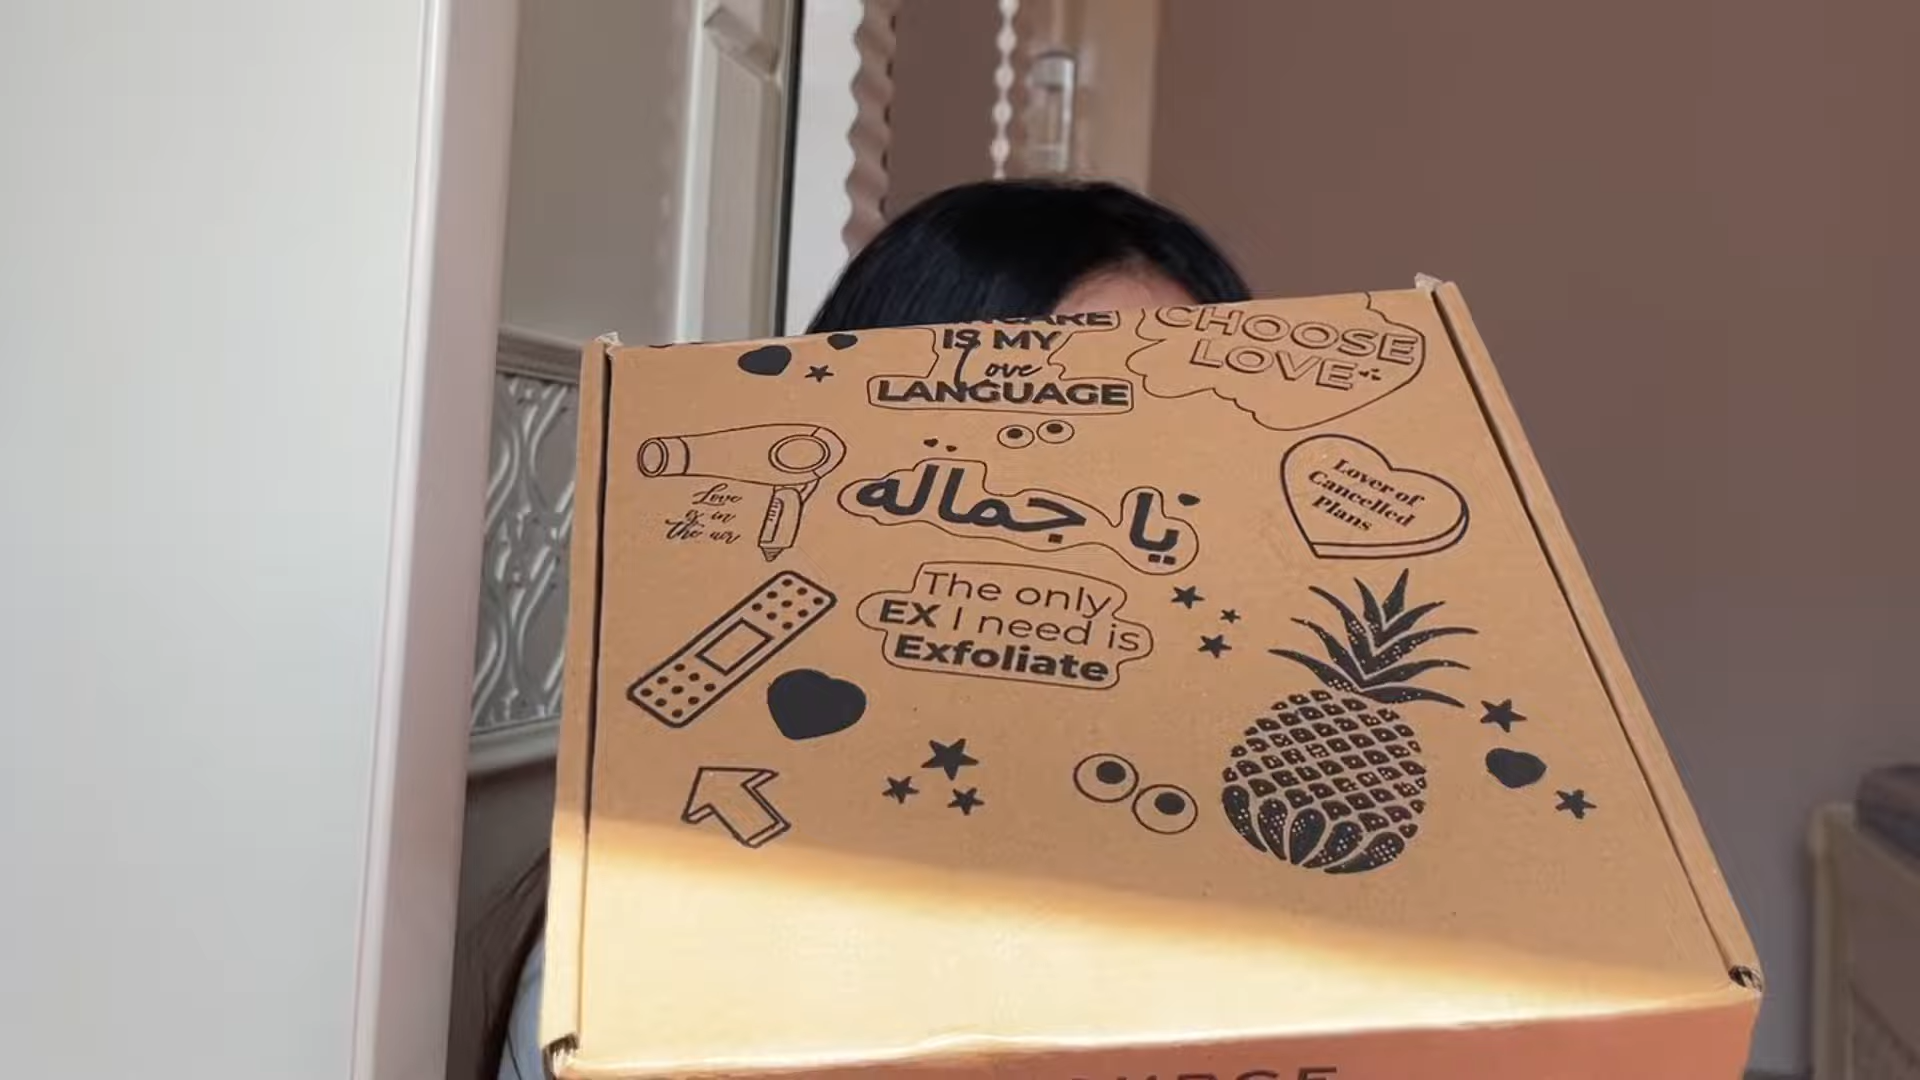 IS MY
Love
LANGUAGE
CHOOSE
LOVE
Love
is in
the air
يا جماله
Lover of
Cancelled
Plans
The only
EX I need is
Exfoliate